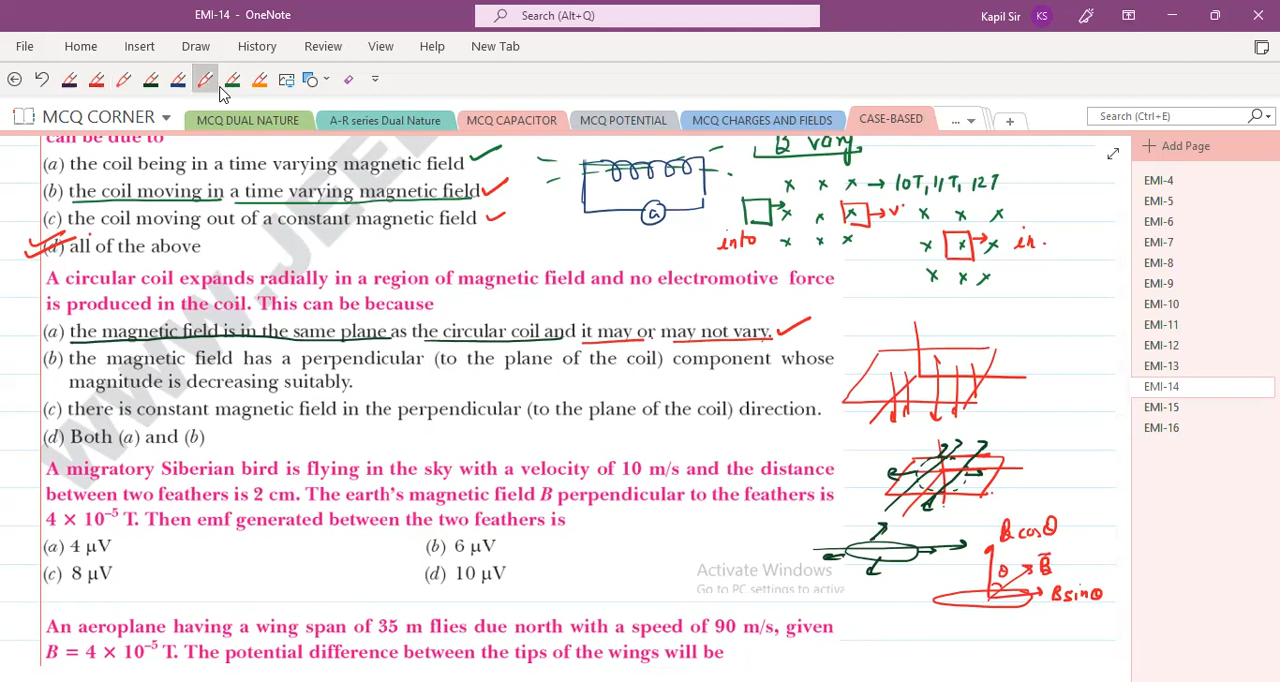 EMI-14 - OneNote
Search (Alt+Q)
Kapil Sir
KS
File Home Insert Draw History Review View Help New Tab
MCQ CORNER
MCQ DUAL NATURE
A-R series Dual Nature
MCQ CAPACITOR
MCQ POTENTIAL
MCQ CHARGES AND FIELDS
CASE-BASED
...
Search (Ctrl+E)
Add Page
EMI-4
EMI-5
EMI-6
EMI-7
EMI-8
EMI-9
EMI-10
EMI-11
EMI-12
EMI-13
EMI-14
EMI-15
EMI-16
can be due to
(a) the coil being in a time varying magnetic field
(b) the coil moving in a time varying magnetic field
(c) the coil moving out of a constant magnetic field
(d) all of the above
B vary
x x x → 10T, 11T, 12T
G
into
v
in.
A circular coil expands radially in a region of magnetic field and no electromotive force
is produced in the coil. This can be because
(a) the magnetic field is in the same plane as the circular coil and it may or may not vary.
(b) the magnetic field has a perpendicular (to the plane of the coil) component whose
magnitude is decreasing suitably.
(c) there is constant magnetic field in the perpendicular (to the plane of the coil) direction.
(d) Both (a) and (b)
A migratory Siberian bird is flying in the sky with a velocity of 10 m/s and the distance
between two feathers is 2 cm. The earth's magnetic field B perpendicular to the feathers is
4 × 10⁻⁵ T. Then emf generated between the two feathers is
(a) 4 μV (b) 6 μV
(c) 8 μV (d) 10 μV
B cosθ
θ
B
B sinθ
Activate Windows
Go to PC settings to activa
An aeroplane having a wing span of 35 m flies due north with a speed of 90 m/s, given
B = 4 × 10⁻⁵ T. The potential difference between the tips of the wings will be
WWW.JEE